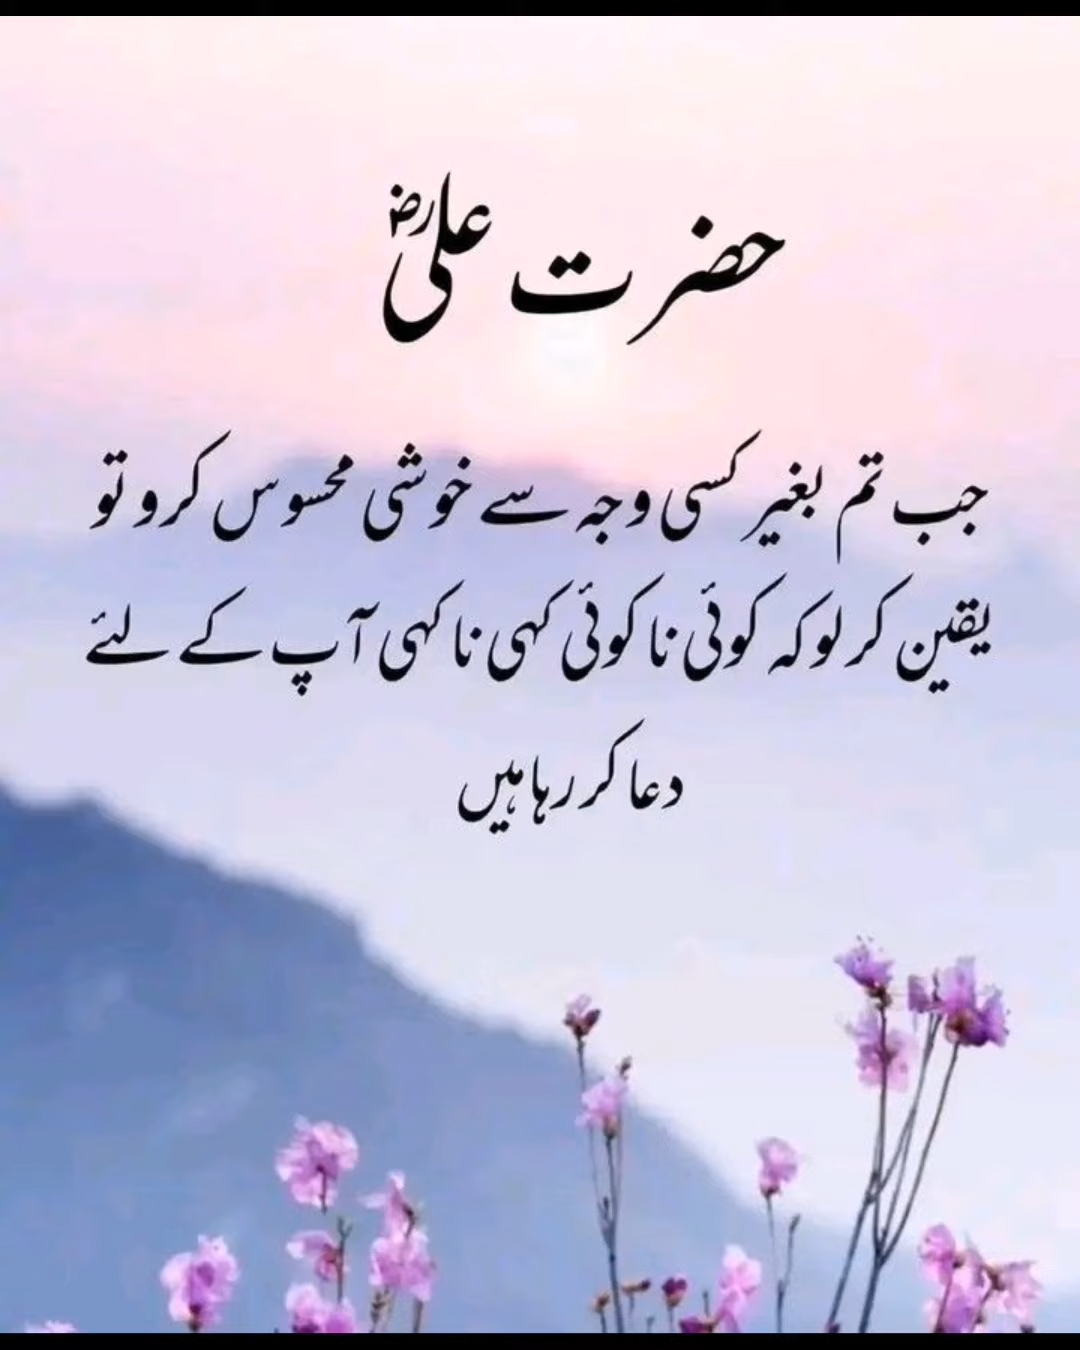 حضرت علیؓ
جب تم بغیر کسی وجہ سے خوشی محسوس کرو تو
یقین کر لو کہ کوئی نا کوئی کہی نا کہی آپ کے لئے
دعا کر رہا ہیں